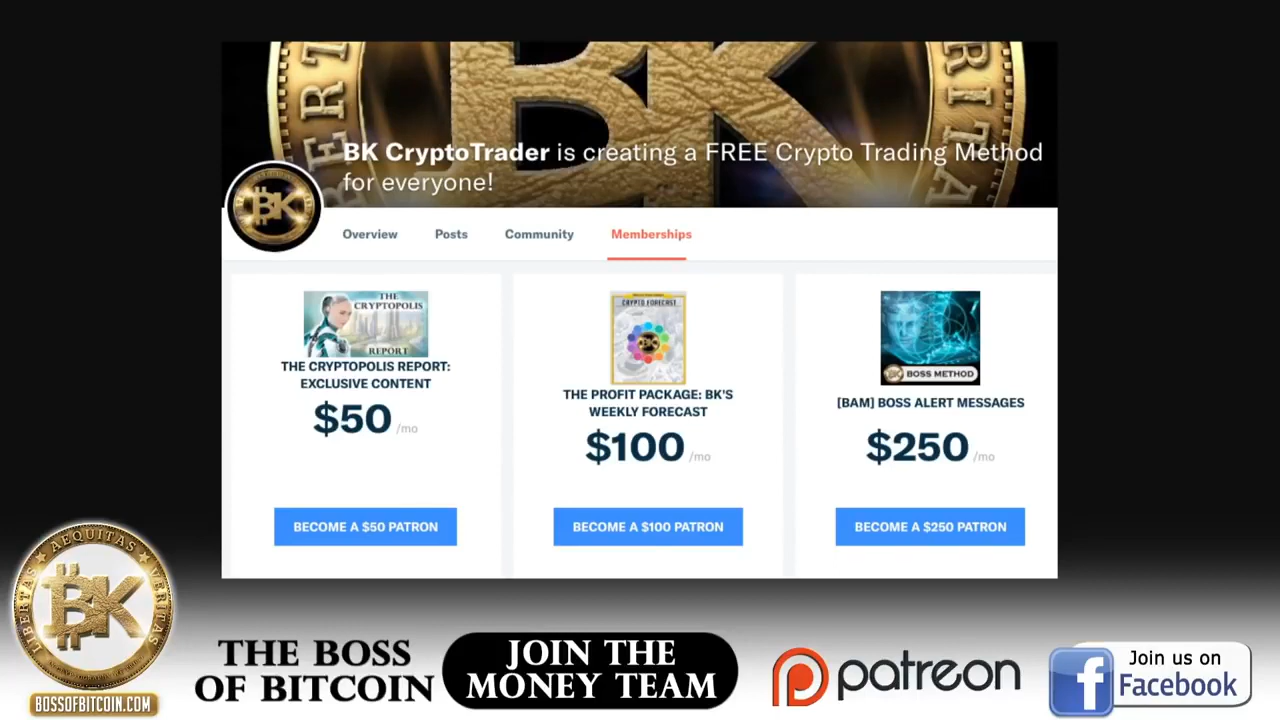 BK CryptoTrader is creating a FREE Crypto Trading Method
for everyone!
BK
Overview
Posts
Community
Memberships
THE
CRYPTOPOLIS
REPORT
THE CRYPTOPOLIS REPORT:
EXCLUSIVE CONTENT
$50 /mo
BECOME A $50 PATRON
CRYPTO FORECAST
BK
THE PROFIT PACKAGE: BK'S
WEEKLY FORECAST
$100 /mo
BECOME A $100 PATRON
BK BOSS METHOD
[BAM] BOSS ALERT MESSAGES
$250 /mo
BECOME A $250 PATRON
AEQUITAS
LIBERTAS
VERITAS
BK
BOSSOFBITCOIN.COM
THE BOSS
OF BITCOIN
JOIN THE
MONEY TEAM
patreon
f
Join us on
Facebook